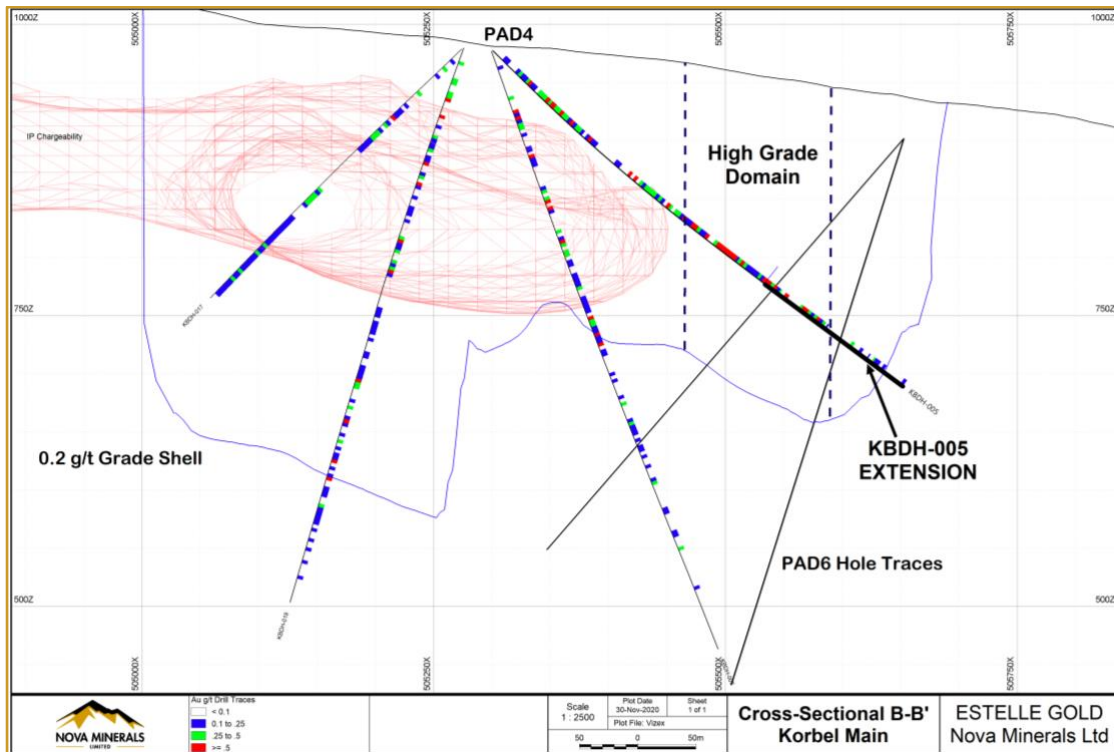 1000Z
505000X
505250X
505500X
505750X
1000Z
PAD4
IP Chargeability
High Grade
Domain
750Z
750Z
KBDH-017
KBDH-005
KBDH-005
EXTENSION
0.2 g/t Grade Shell
PAD6 Hole Traces
500Z
500Z
505000X
505250X
505500X
505750X
NOVA MINERALS
LIMITED
Au g/t Drill Traces
< 0.1
0.1 to .25
.25 to .5
>= .5
Scale
1 : 2500
Plot Date
30-Nov-2020
Sheet
1 of 1
Plot File: Vizex
50 0 50m
Cross-Sectional B-B'
Korbel Main
ESTELLE GOLD
Nova Minerals Ltd